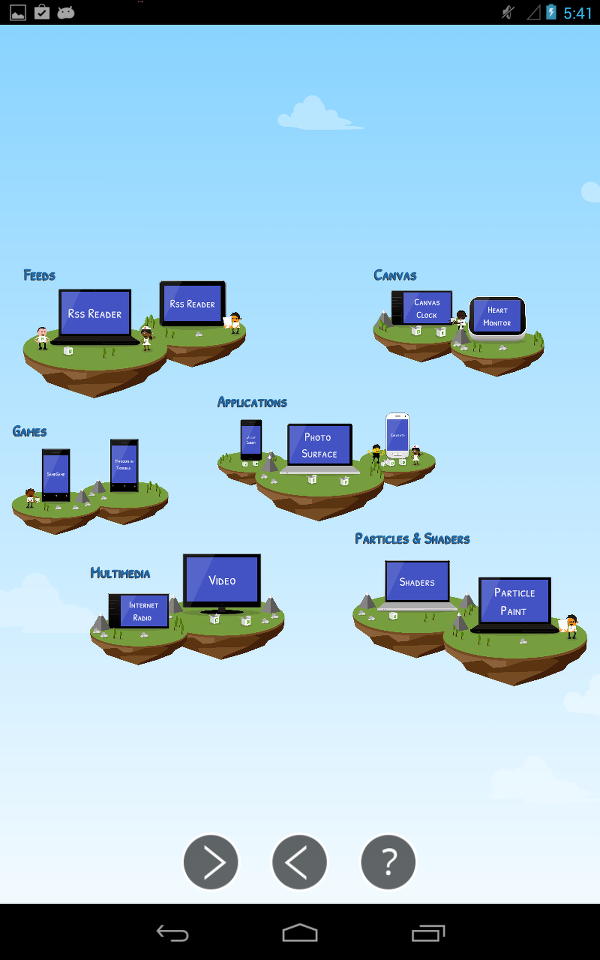 5:41
Feeds
Rss Reader
Rss Reader
Canvas
Canvas
Clock
Heart
Monitor
Applications
Photo
Surface
Games
SameGame
Multimedia
Internet
Radio
Video
Particles & Shaders
Shaders
Particle
Paint
?